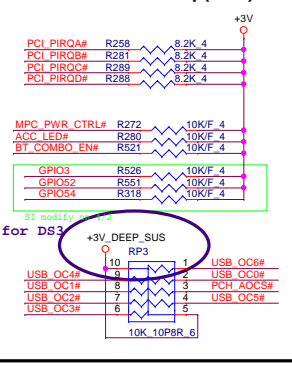 +3V
PCI_PIRQA# R258 8.2K_4
PCI_PIRQB# R281 8.2K_4
PCI_PIRQC# R289 8.2K_4
PCI_PIRQD# R288 8.2K_4
MPC_PWR_CTRL# R272 10K/F_4
ACC_LED# R280 10K/F_4
BT_COMBO_EN# R521 10K/F_4
GPIO3 R526 10K/F_4
GPIO52 R551 10K/F_4
GPIO54 R318 10K/F_4
SI modify on
for DS3
+3V_DEEP_SUS
RP3
10 1 USB_OC6#
USB_OC4# 9 2 USB_OC0#
USB_OC1# 8 3 PCH_AOCS#
USB_OC2# 7 4 USB_OC5#
USB_OC3# 6 5
10K_10P8R_6